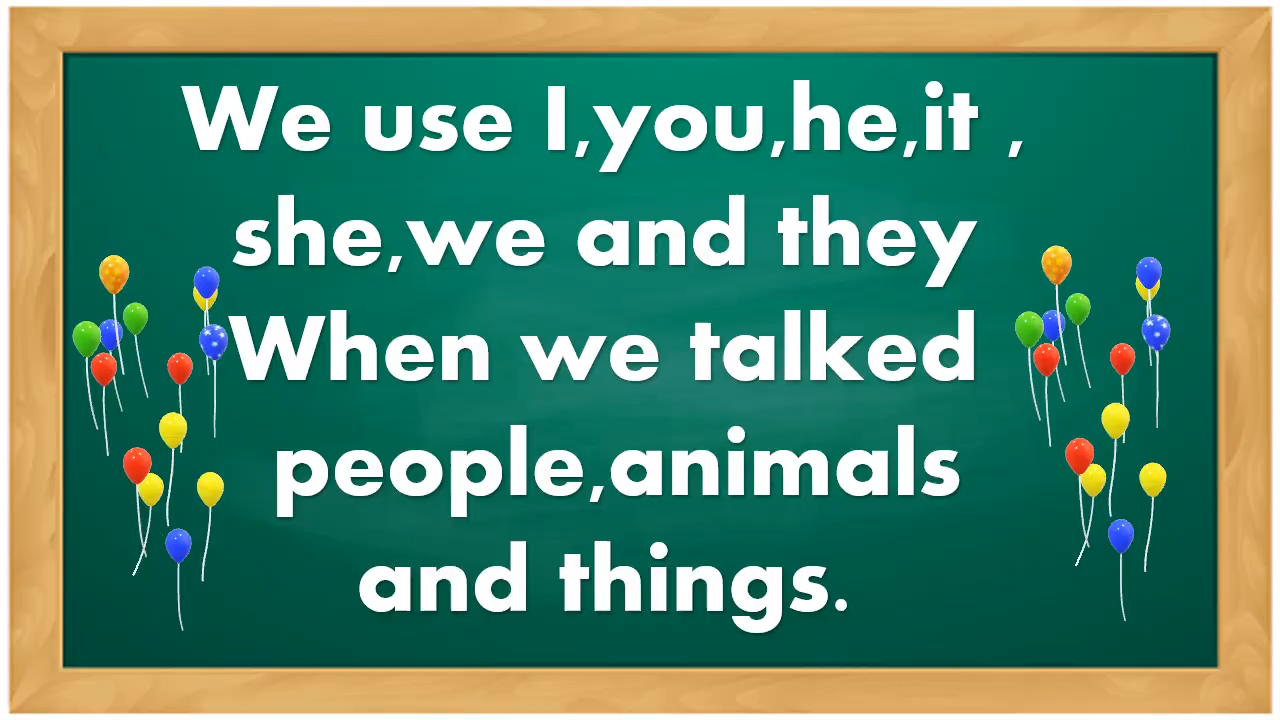 We use I,you,he,it ,
she,we and they
When we talked
people,animals
and things.